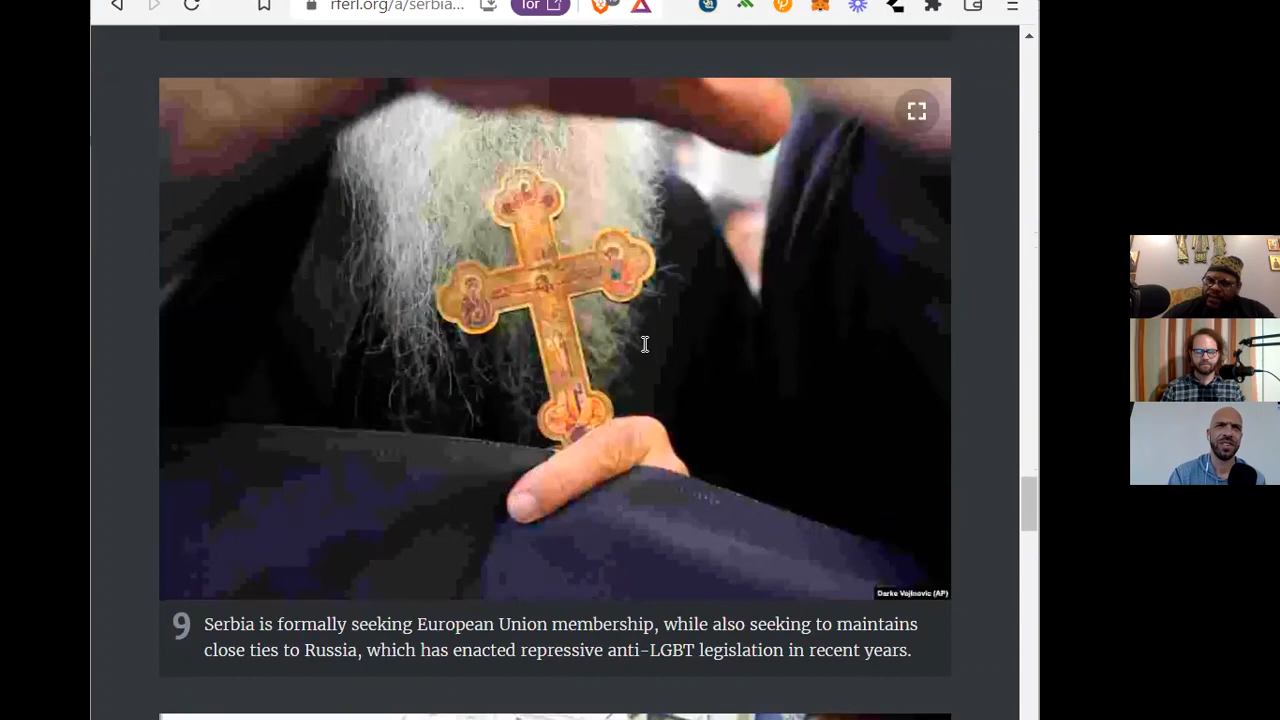 rferl.org/a/serbia...
Tor
Darko Vojinovic (AP)
9
Serbia is formally seeking European Union membership, while also seeking to maintains
close ties to Russia, which has enacted repressive anti-LGBT legislation in recent years.